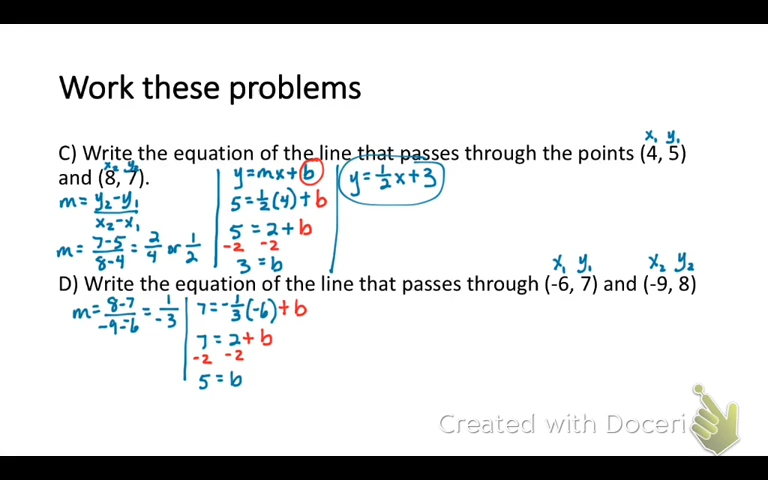 Work these problems
C) Write the equation of the line that passes through the points (4, 5)
x₁ y₁
and (8, 7).
x₂ y₂
m = y₂-y₁ / x₂-x₁
m = 7-5 / 8-4 = 2/4 or 1/2
y = mx + b
5 = 1/2 (4) + b
5 = 2 + b
-2 -2
3 = b
y = 1/2 x + 3
D) Write the equation of the line that passes through (-6, 7) and (-9, 8)
x₁ y₁ x₂ y₂
m = 8-7 / -9--6 = 1/-3
7 = -1/3 (-6) + b
7 = 2 + b
-2 -2
5 = b
Created with Doceri